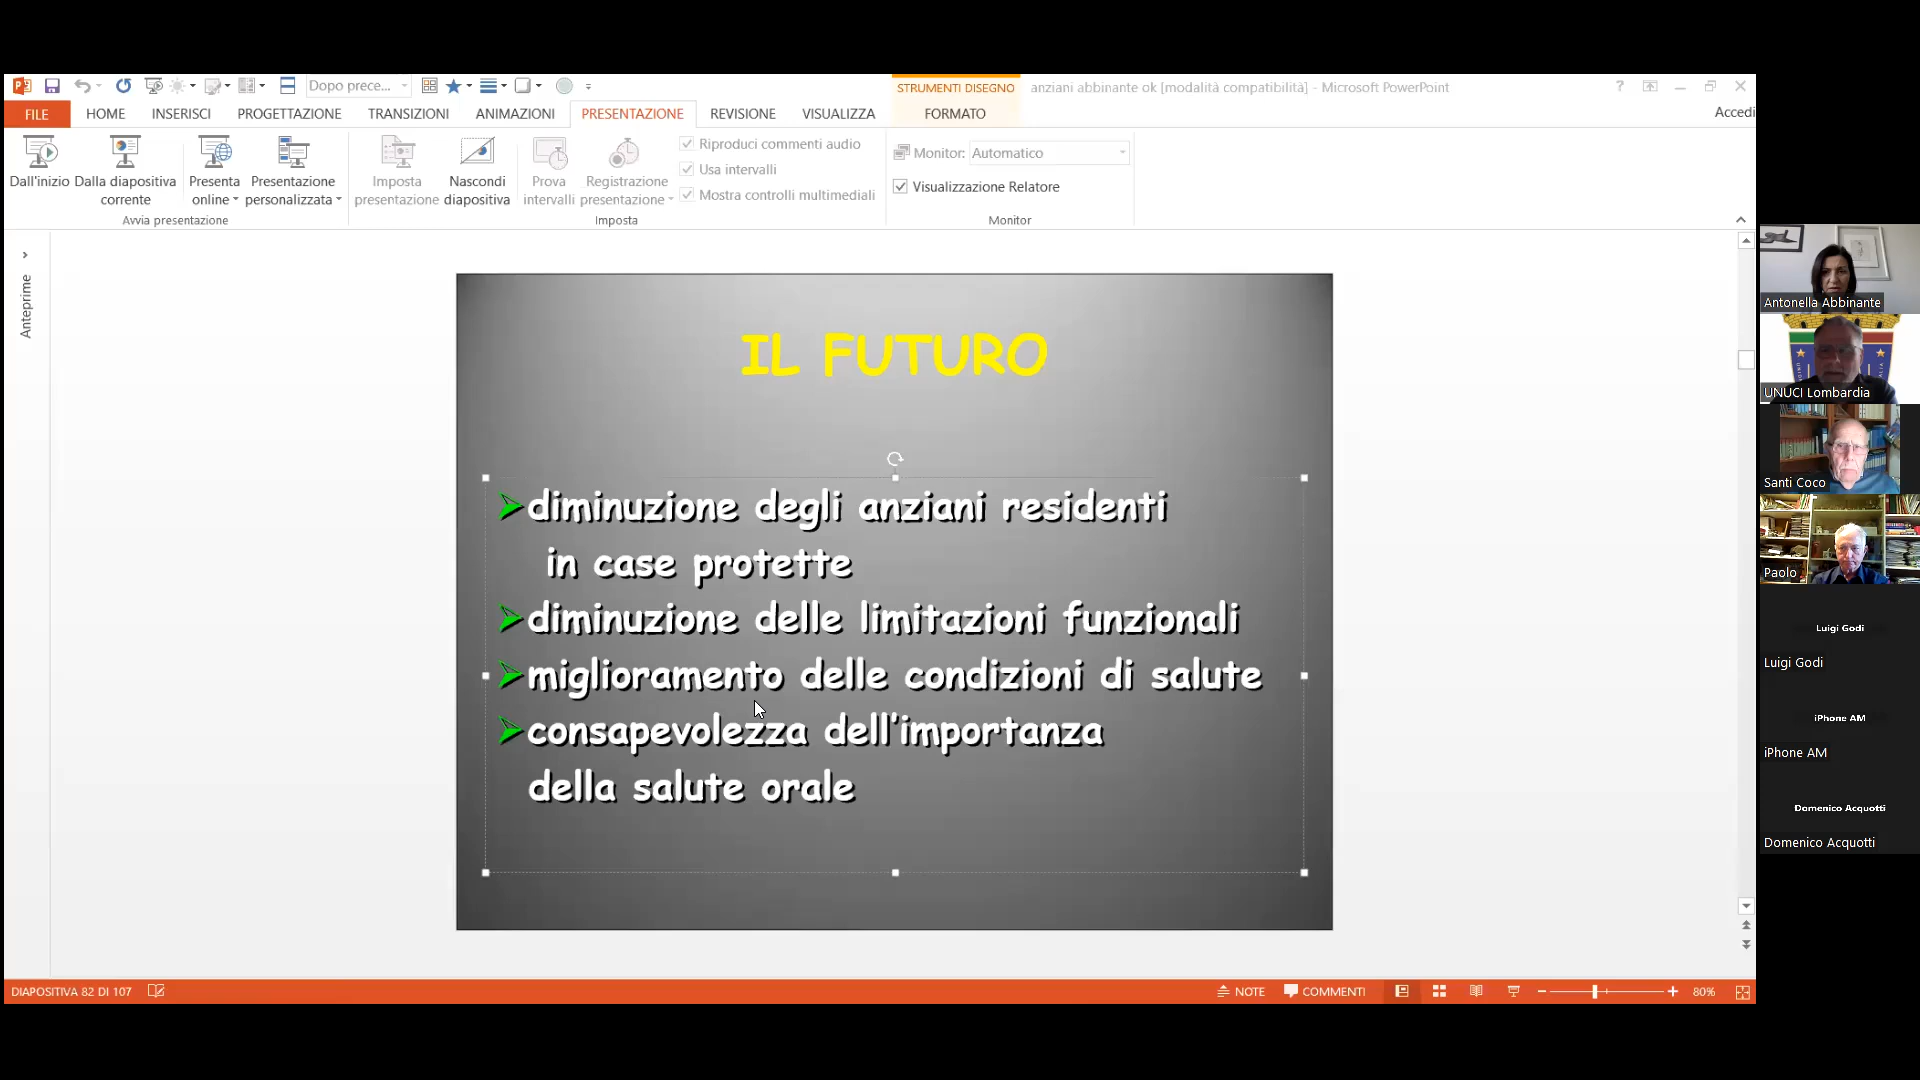 Dopo prece...
STRUMENTI DISEGNO
anziani abbinante ok [modalità compatibilità] - Microsoft PowerPoint
FILE
HOME
INSERISCI
PROGETTAZIONE
TRANSIZIONI
ANIMAZIONI
PRESENTAZIONE
REVISIONE
VISUALIZZA
FORMATO
Accedi
Dall'inizio
Dalla diapositiva
corrente
Presenta
online
Presentazione
personalizzata
Imposta
presentazione
Nascondi
diapositiva
Prova
intervalli
Registrazione
presentazione
Riproduci commenti audio
Usa intervalli
Mostra controlli multimediali
Monitor:
Automatico
Visualizzazione Relatore
Avvia presentazione
Imposta
Monitor
Anteprime
IL FUTURO
diminuzione degli anziani residenti
in case protette
diminuzione delle limitazioni funzionali
miglioramento delle condizioni di salute
consapevolezza dell'importanza
della salute orale
Antonella Abbinante
UNUCI Lombardia
Santi Coco
Paolo
Luigi Godi
Luigi Godi
iPhone AM
iPhone AM
Domenico Acquotti
Domenico Acquotti
DIAPOSITIVA 82 DI 107
NOTE
COMMENTI
80%